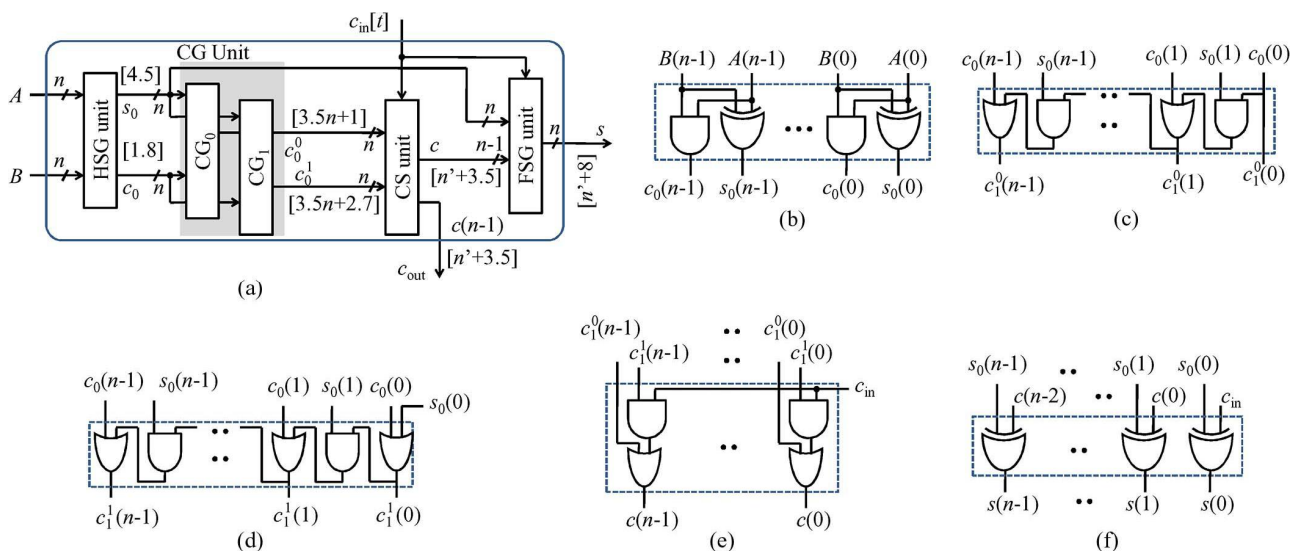 c_in[t]
CG Unit
A
n
HSG unit
[4.5]
s_0
n
CG_0
CG_1
[3.5n+1]
c_0^0
n
CS unit
c
n-1
[n'+3.5]
n
FSG unit
n
s
[n'+8]
B
n
[1.8]
c_0
n
c_0^1
n
[3.5n+2.7]
c(n-1)
[n'+3.5]
c_out
(a)
B(n-1) A(n-1) B(0) A(0)
c_0(n-1) s_0(n-1) c_0(0) s_0(0)
(b)
c_0(n-1) s_0(n-1) c_0(1) s_0(1) c_0(0)
c_1^0(n-1) c_1^0(1) c_1^0(0)
(c)
c_0(n-1) s_0(n-1) c_0(1) s_0(1) c_0(0)
s_0(0)
c_1^1(n-1) c_1^1(1) c_1^1(0)
(d)
c_1^0(n-1) c_1^0(0)
c_1^1(n-1) c_1^1(0)
c_in
c(n-1) c(0)
(e)
s_0(n-1) s_0(1) s_0(0)
c(n-2) c(0) c_in
s(n-1) s(1) s(0)
(f)